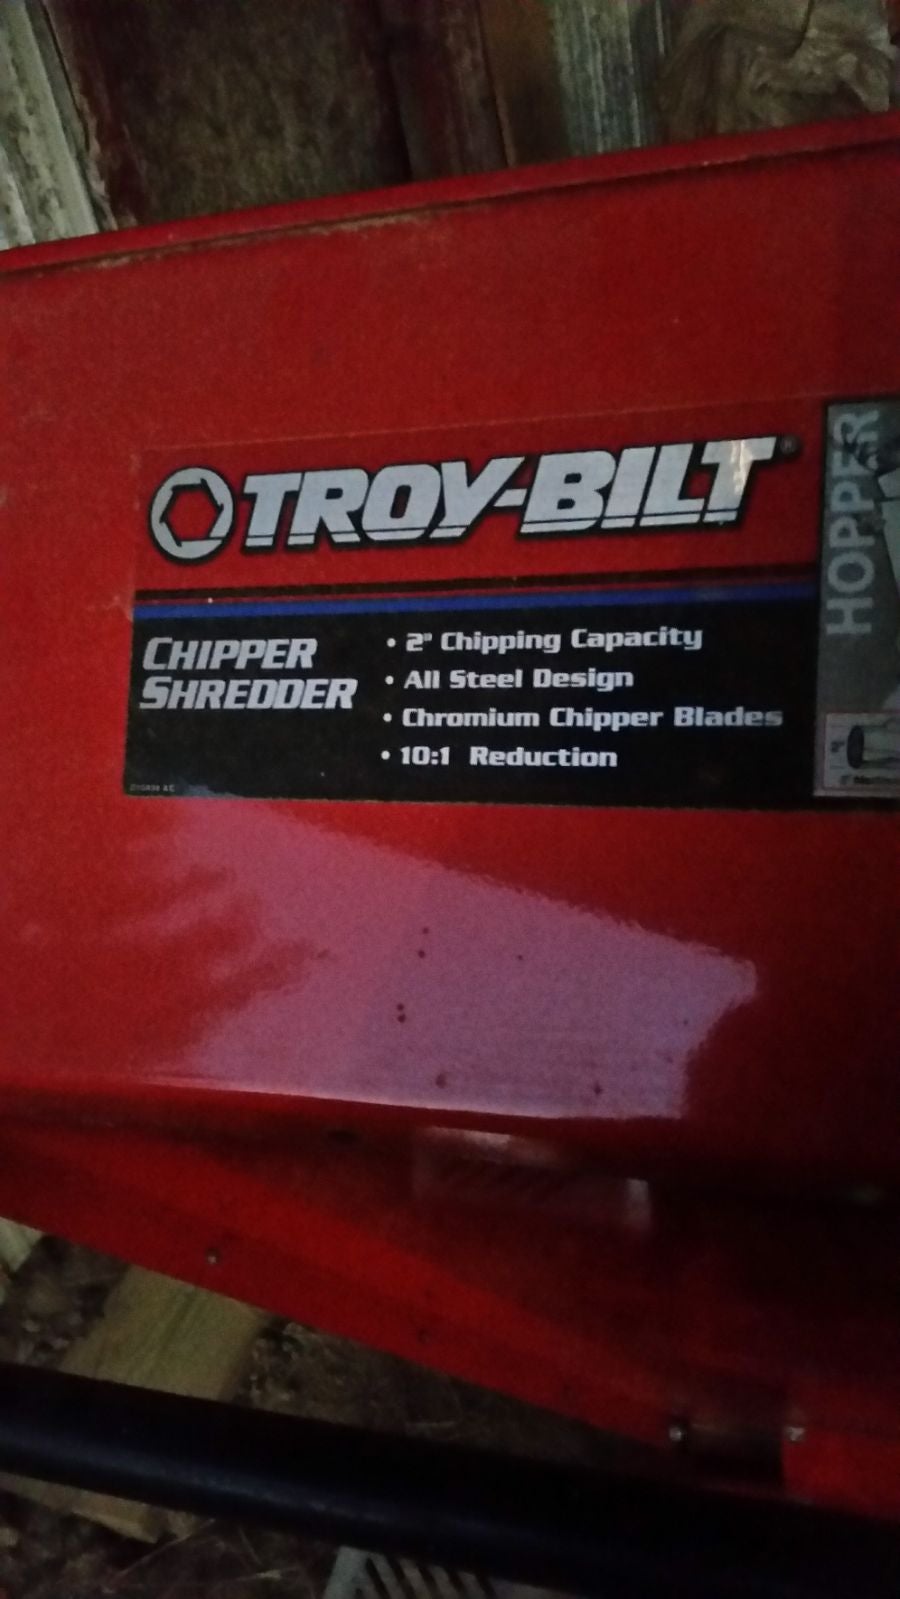 TROY-BILT®
CHIPPER
SHREDDER
• 2" Chipping Capacity
• All Steel Design
• Chromium Chipper Blades
• 10:1 Reduction
HOPPER